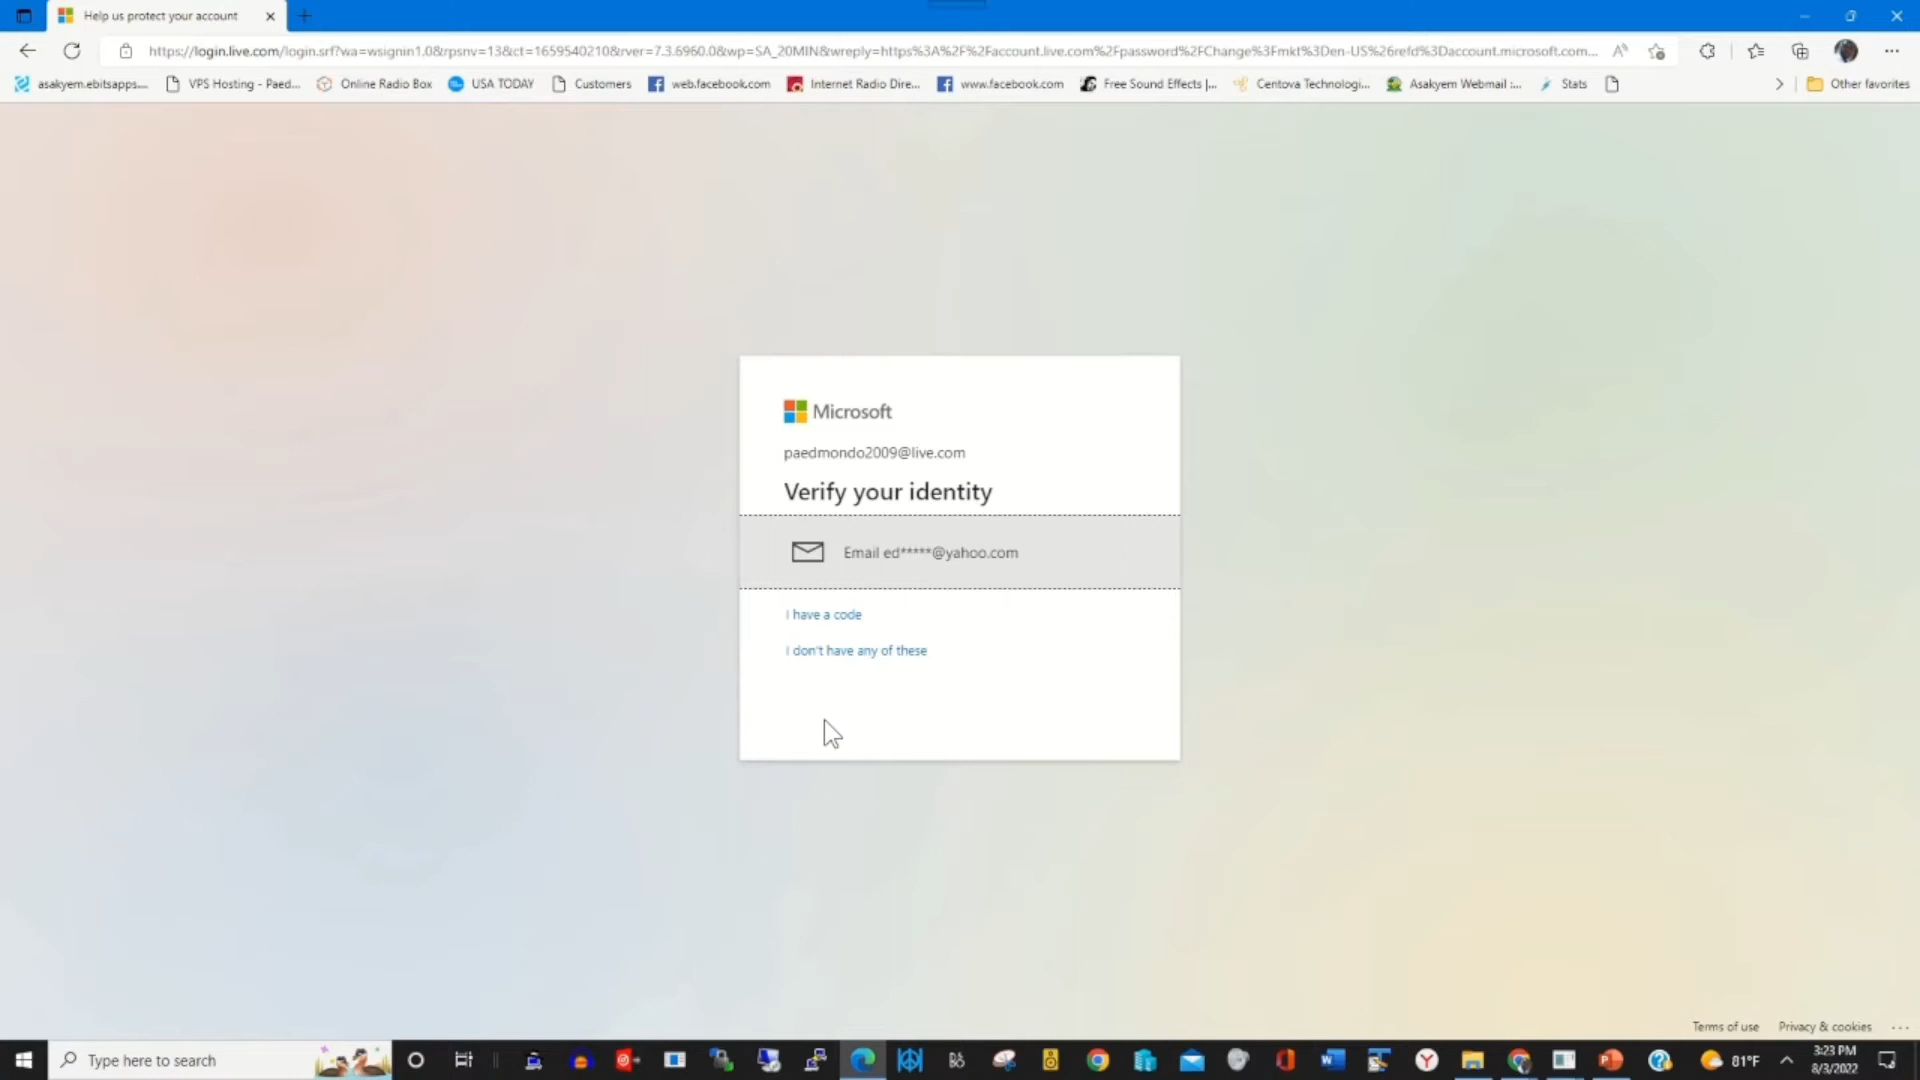 Help us protect your account
https://login.live.com/login.srf?wa=wsignin1.0&rpsnv=13&ct=1659540210&rver=7.3.6960.0&wp=SA_20MIN&wreply=https%3A%2F%2Faccount.live.com%2Fpassword%2FChange%3Fmkt%3Den-US%26refd%3Daccount.microsoft.com...
asakyem.ebitsapps... VPS Hosting - Paed... Online Radio Box USA TODAY Customers web.facebook.com Internet Radio Dire... www.facebook.com Free Sound Effects |... Centova Technologi... Asakyem Webmail :... Stats Other favorites
Microsoft
paedmondo2009@live.com
Verify your identity
Email ed*****@yahoo.com
I have a code
I don't have any of these
Terms of use Privacy & cookies ...
Type here to search
81°F
3:23 PM
8/3/2022